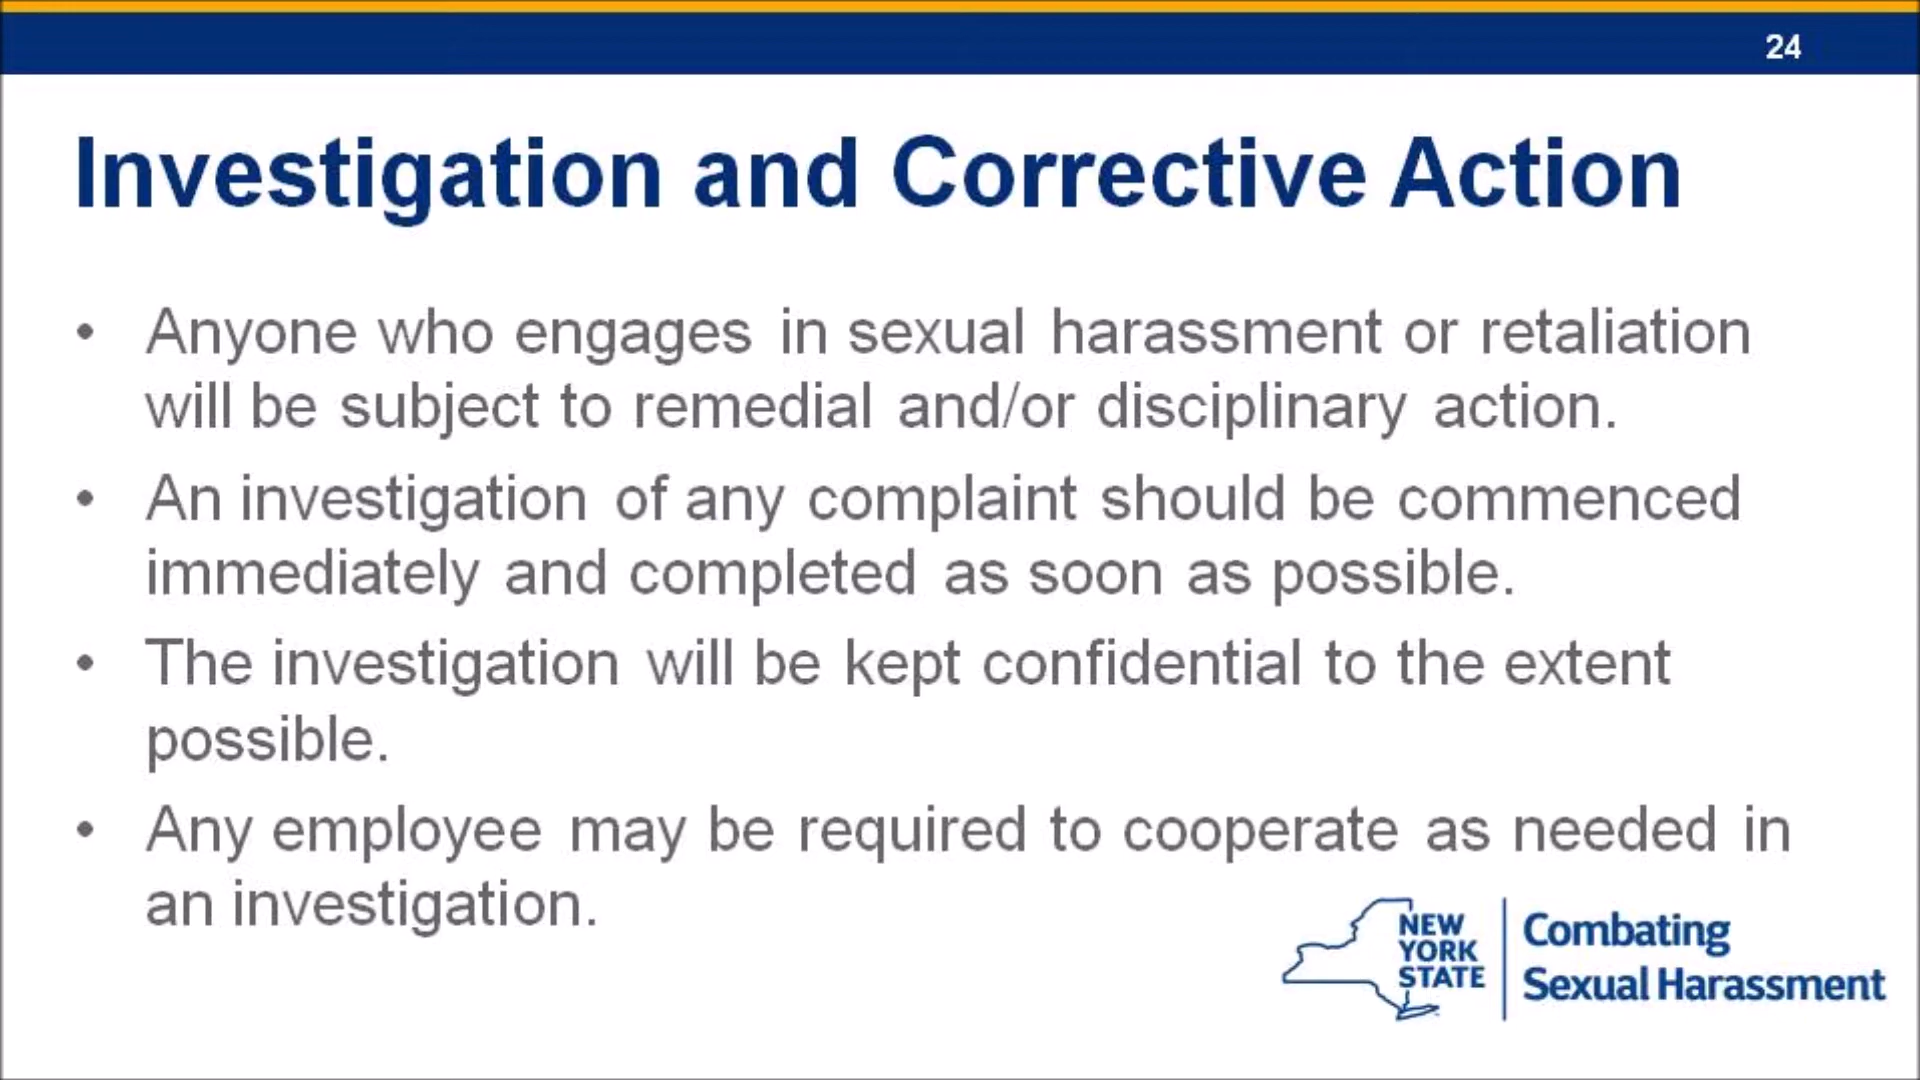 24
Investigation and Corrective Action
• Anyone who engages in sexual harassment or retaliation
will be subject to remedial and/or disciplinary action.
• An investigation of any complaint should be commenced
immediately and completed as soon as possible.
• The investigation will be kept confidential to the extent
possible.
• Any employee may be required to cooperate as needed in
an investigation.
NEW
YORK
STATE
Combating
Sexual Harassment